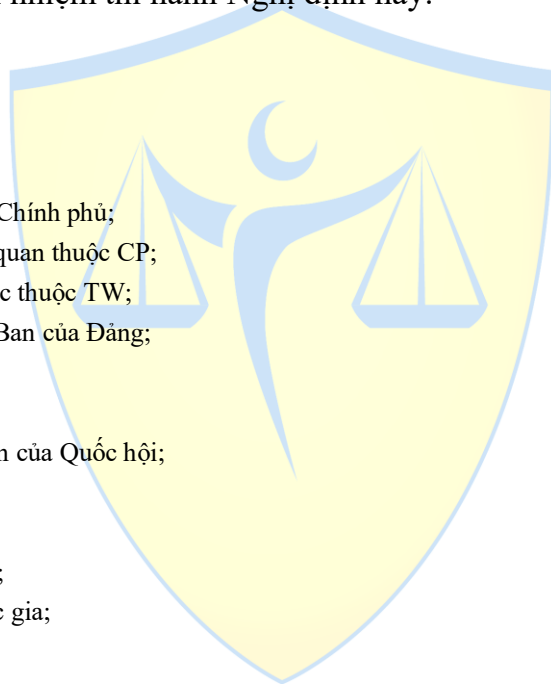 nhiệm thi hành Nghị định này.
Chính phủ;
quan thuộc CP;
c thuộc TW;
Ban của Đảng;
n của Quốc hội;
;
c gia;